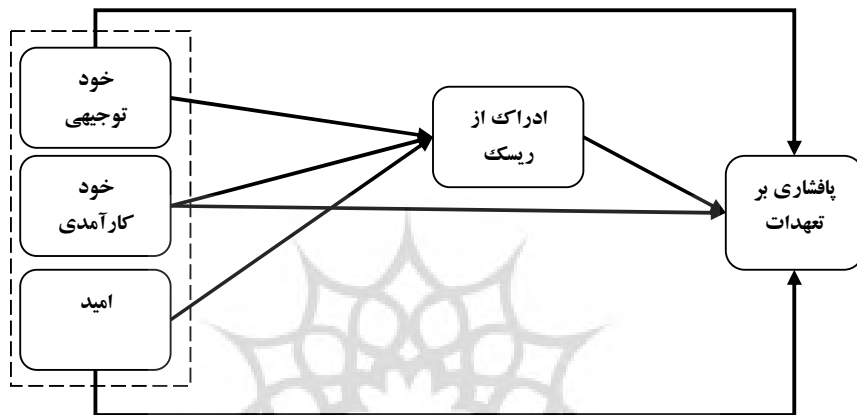 خود
توجیهی
خود
کارآمدی
امید
ادراک از
ریسک
پافشاری بر
تعهدات